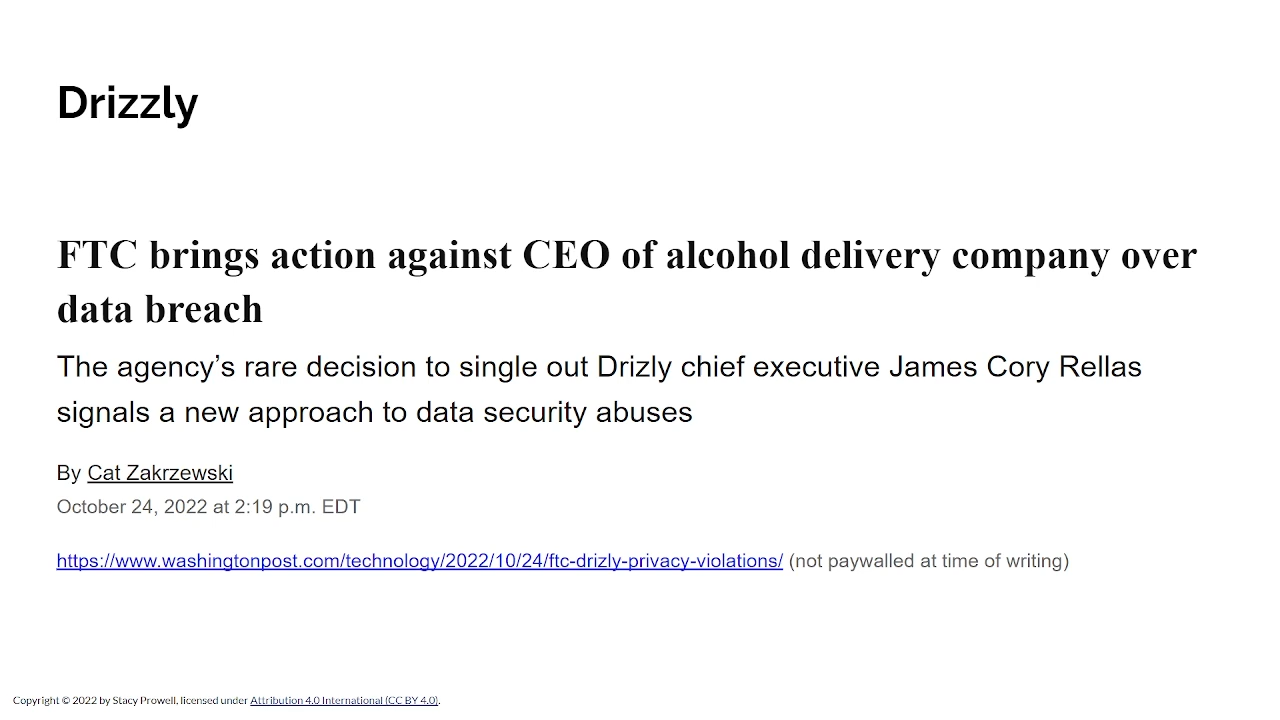 Drizzly
FTC brings action against CEO of alcohol delivery company over
data breach
The agency’s rare decision to single out Drizly chief executive James Cory Rellas
signals a new approach to data security abuses
By Cat Zakrzewski
October 24, 2022 at 2:19 p.m. EDT
https://www.washingtonpost.com/technology/2022/10/24/ftc-drizly-privacy-violations/ (not paywalled at time of writing)
Copyright © 2022 by Stacy Prowell, licensed under Attribution 4.0 International (CC BY 4.0).